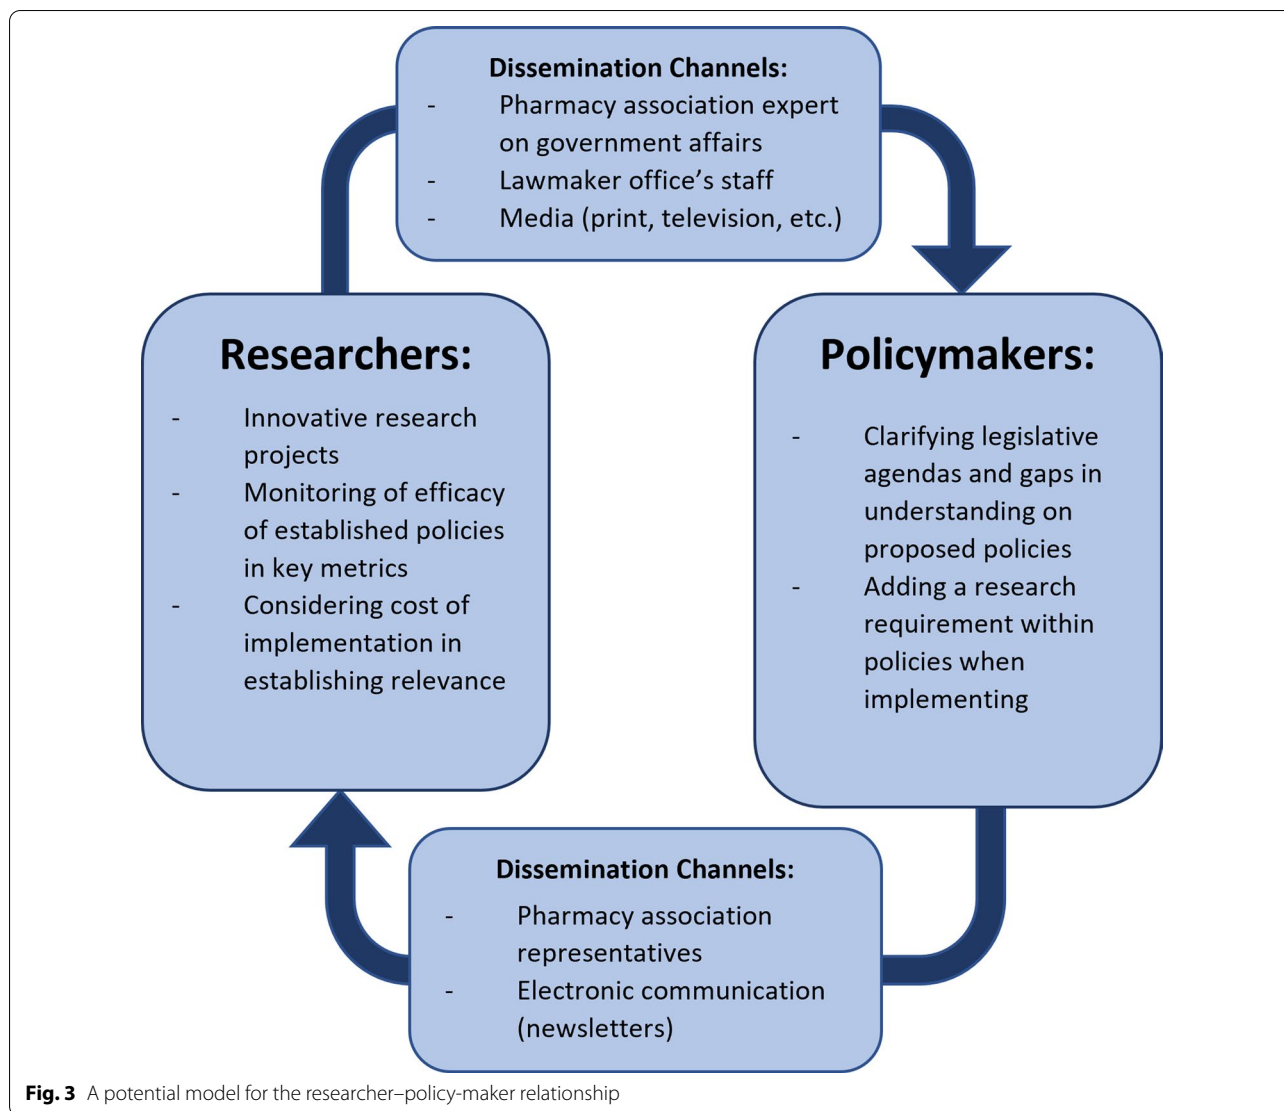 Dissemination Channels:
- Pharmacy association expert
on government affairs
- Lawmaker office's staff
- Media (print, television, etc.)
Researchers:
- Innovative research
projects
- Monitoring of efficacy
of established policies
in key metrics
- Considering cost of
implementation in
establishing relevance
Policymakers:
- Clarifying legislative
agendas and gaps in
understanding on
proposed policies
- Adding a research
requirement within
policies when
implementing
Dissemination Channels:
- Pharmacy association
representatives
- Electronic communication
(newsletters)
Fig. 3 A potential model for the researcher–policy-maker relationship